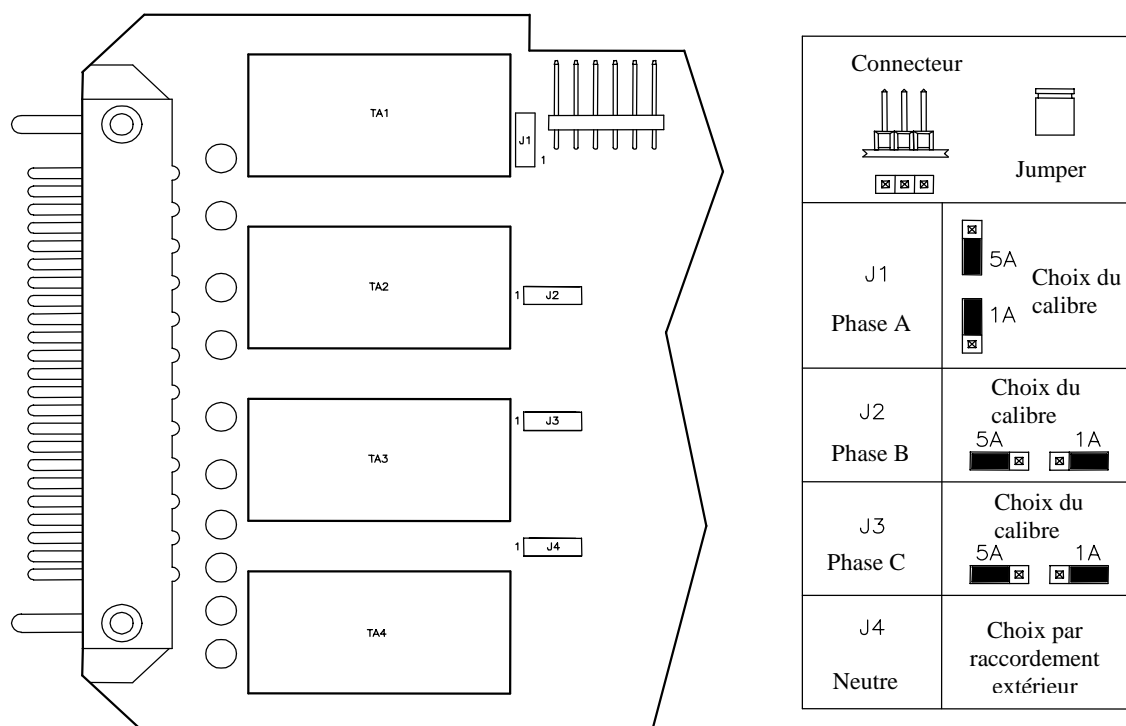 TA1
J1
1
TA2
1 J2
TA3
1 J3
1 J4
TA4
Connecteur
Jumper
J1
Phase A
5A
1A
Choix du
calibre
J2
Phase B
Choix du
calibre
5A 1A
J3
Phase C
Choix du
calibre
5A 1A
J4
Neutre
Choix par
raccordement
extérieur